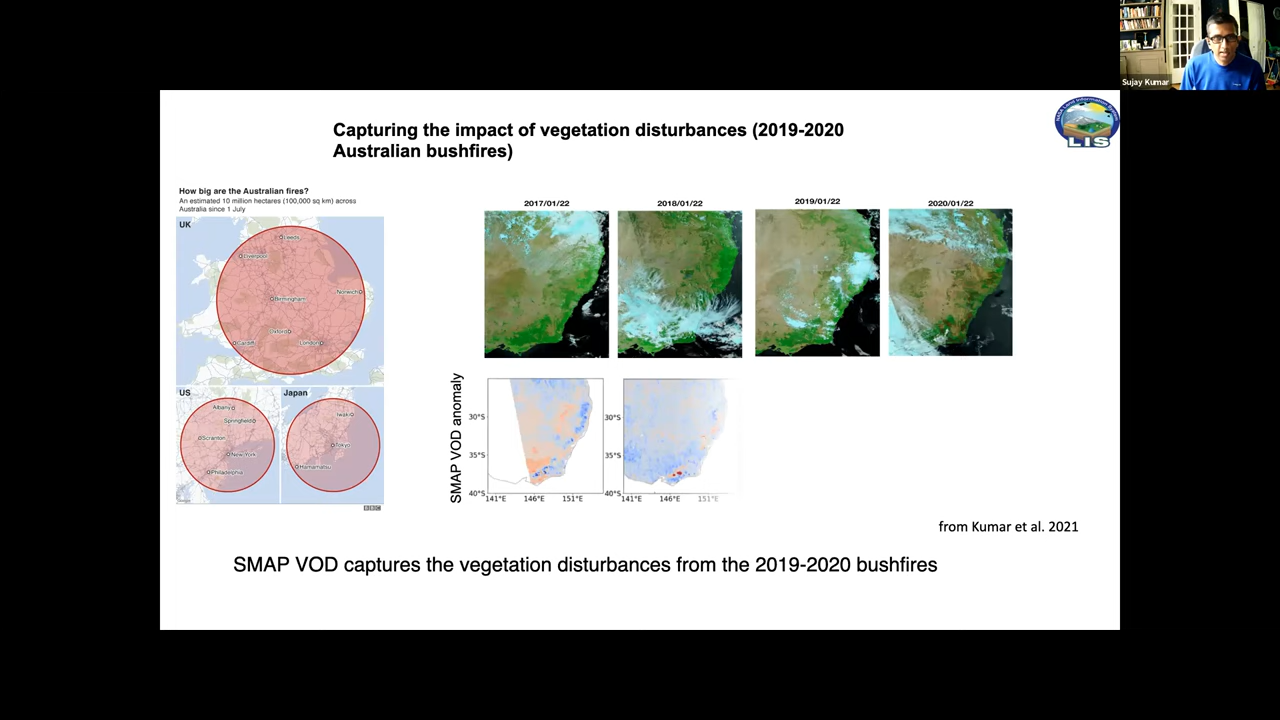 Sujay Kumar
NASA Land Information System
LIS
Capturing the impact of vegetation disturbances (2019-2020
Australian bushfires)
How big are the Australian fires?
An estimated 10 million hectares (100,000 sq km) across
Australia since 1 July
UK
Leeds
Liverpool
Norwich
Birmingham
Oxford
Cardiff
London
US
Albany
Springfield
Scranton
New York
Philadelphia
Japan
Iwaki
Tokyo
Hamamatsu
BBC
2017/01/22
2018/01/22
2019/01/22
2020/01/22
SMAP VOD anomaly
30°S
35°S
40°S
141°E 146°E 151°E
30°S
35°S
40°S
141°E 146°E 151°E
from Kumar et al. 2021
SMAP VOD captures the vegetation disturbances from the 2019-2020 bushfires